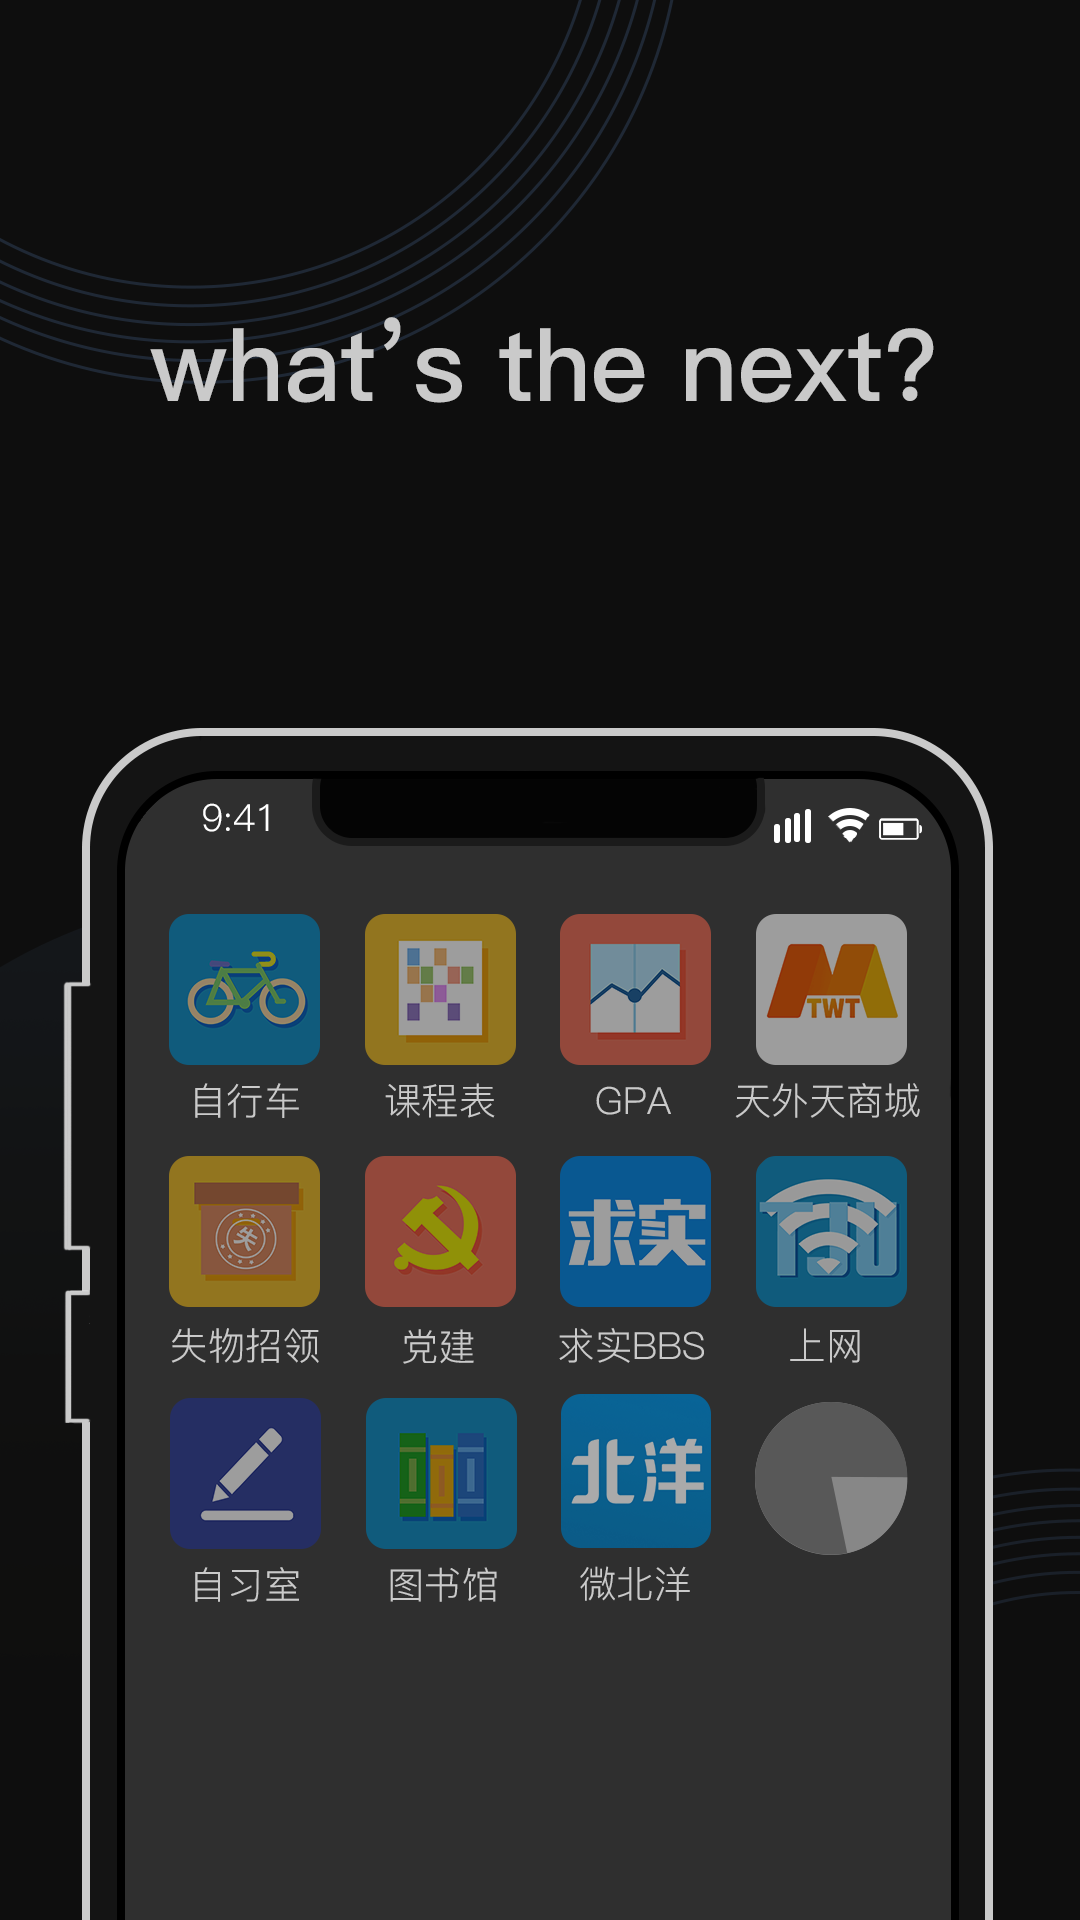 what's the next?
9:41
TWT
自行车 课程表 GPA 天外天商城
失 求实
失物招领 党建 求实BBS 上网
北洋
自习室 图书馆 微北洋